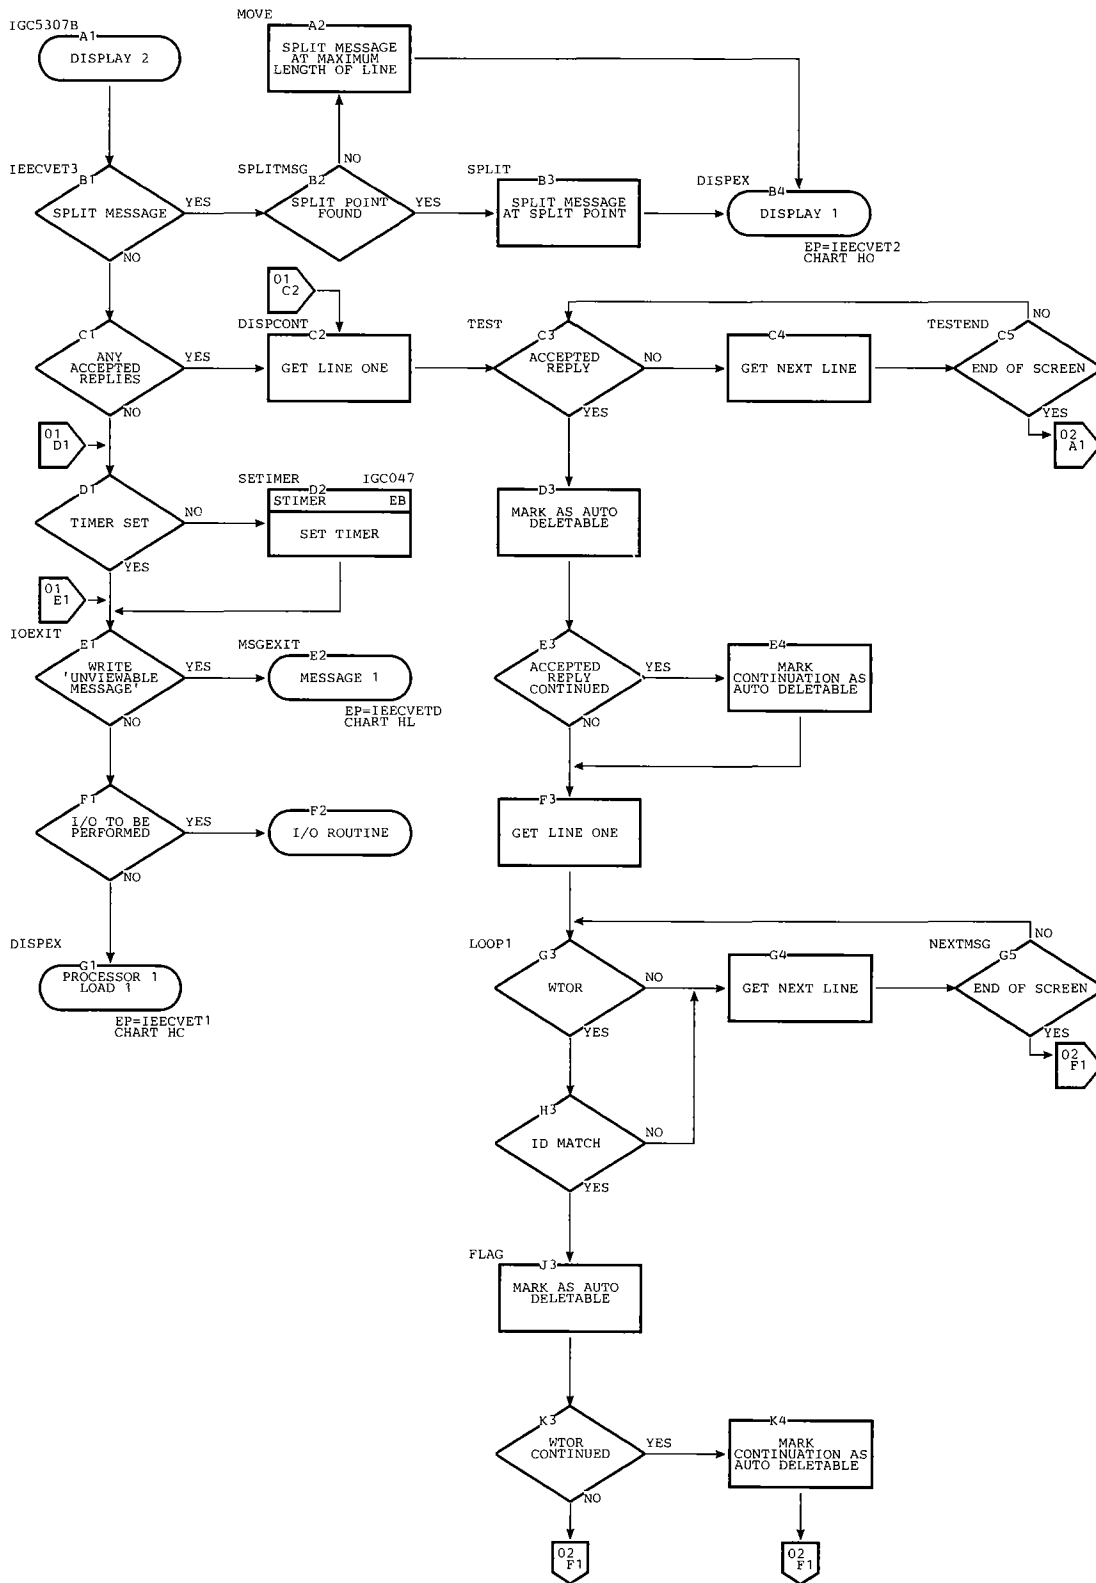 IGC5307B
A1
DISPLAY 2
MOVE
A2
SPLIT MESSAGE
AT MAXIMUM
LENGTH OF LINE
IEECVET3
B1
SPLIT MESSAGE
YES
NO
SPLITMSG
B2
SPLIT POINT
FOUND
NO
YES
SPLIT
B3
SPLIT MESSAGE
AT SPLIT POINT
DISPEX
B4
DISPLAY 1
EP=IEECVET2
CHART HO
01
C2
C1
ANY
ACCEPTED
REPLIES
YES
NO
DISPCONT
C2
GET LINE ONE
TEST
C3
ACCEPTED
REPLY
NO
YES
C4
GET NEXT LINE
TESTEND
C5
END OF SCREEN
NO
YES
02
A1
01
D1
D1
TIMER SET
NO
YES
SETIMER
IGC047
D2
STIMER
EB
SET TIMER
D3
MARK AS AUTO
DELETABLE
01
E1
IOEXIT
E1
WRITE
'UNVIEWABLE
MESSAGE'
YES
NO
MSGEXIT
E2
MESSAGE 1
EP=IEECVETD
CHART HL
E3
ACCEPTED
REPLY
CONTINUED
YES
NO
E4
MARK
CONTINUATION AS
AUTO DELETABLE
F1
I/O TO BE
PERFORMED
YES
NO
F2
I/O ROUTINE
F3
GET LINE ONE
DISPEX
G1
PROCESSOR 1
LOAD 1
EP=IEECVET1
CHART HC
LOOP1
G3
WTOR
NO
YES
G4
GET NEXT LINE
NEXTMSG
G5
END OF SCREEN
NO
YES
02
F1
H3
ID MATCH
NO
YES
FLAG
J3
MARK AS AUTO
DELETABLE
K3
WTOR
CONTINUED
YES
NO
K4
MARK
CONTINUATION AS
AUTO DELETABLE
02
F1
02
F1